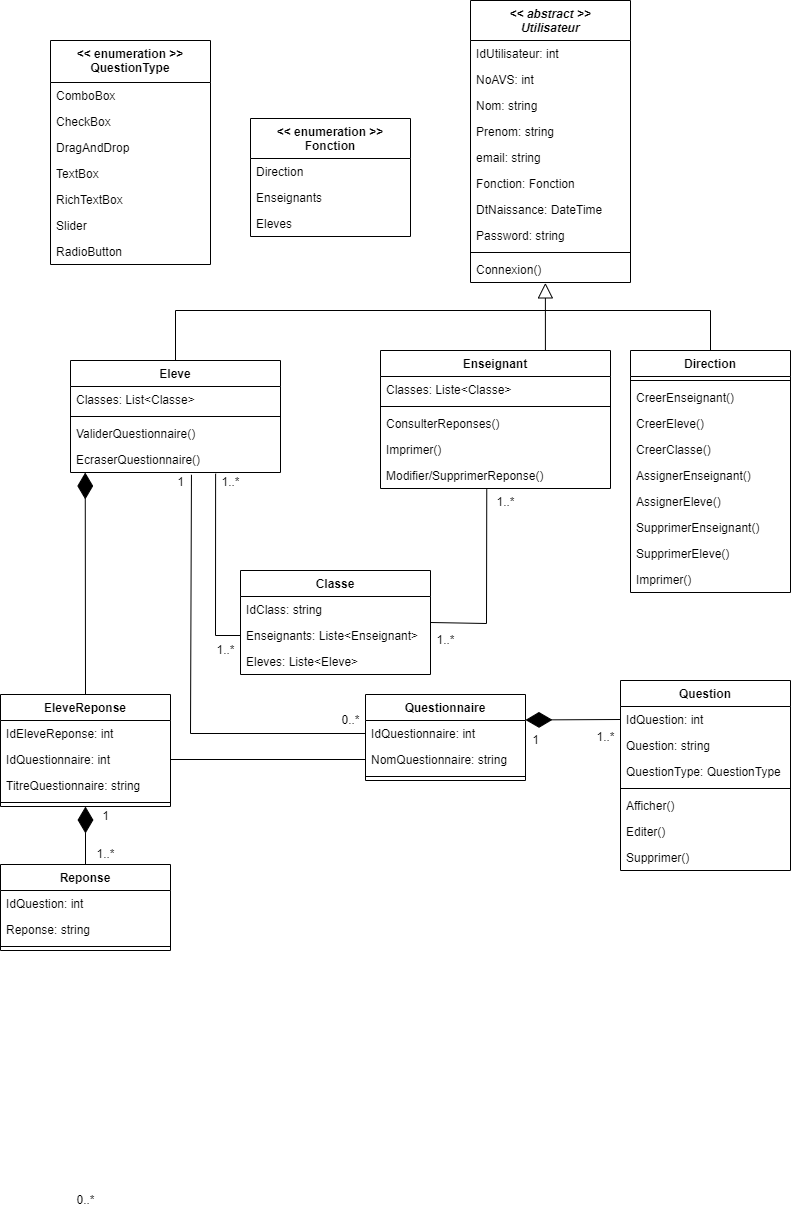 << enumeration >>
QuestionType
ComboBox
CheckBox
DragAndDrop
TextBox
RichTextBox
Slider
RadioButton
<< enumeration >>
Fonction
Direction
Enseignants
Eleves
<< abstract >>
Utilisateur
IdUtilisateur: int
NoAVS: int
Nom: string
Prenom: string
email: string
Fonction: Fonction
DtNaissance: DateTime
Password: string
Connexion()
Eleve
Classes: List<Classe>
ValiderQuestionnaire()
EcraserQuestionnaire()
1
1..*
Enseignant
Classes: Liste<Classe>
ConsulterReponses()
Imprimer()
Modifier/SupprimerReponse()
1..*
Direction
CreerEnseignant()
CreerEleve()
CreerClasse()
AssignerEnseignant()
AssignerEleve()
SupprimerEnseignant()
SupprimerEleve()
Imprimer()
Classe
IdClass: string
Enseignants: Liste<Enseignant>
Eleves: Liste<Eleve>
1..*
1..*
EleveReponse
IdEleveReponse: int
IdQuestionnaire: int
TitreQuestionnaire: string
1
1..*
0..*
Questionnaire
IdQuestionnaire: int
NomQuestionnaire: string
1
1..*
Question
IdQuestion: int
Question: string
QuestionType: QuestionType
Afficher()
Editer()
Supprimer()
Reponse
IdQuestion: int
Reponse: string
0..*